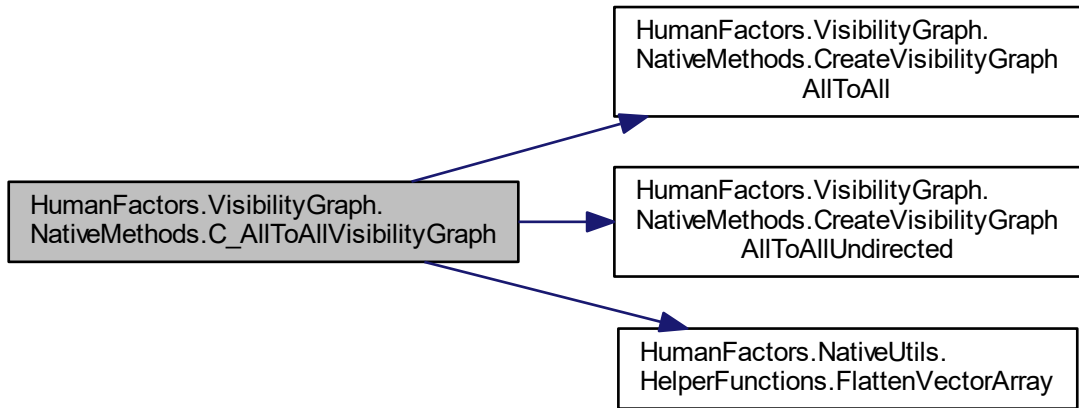 HumanFactors.VisibilityGraph.
NativeMethods.CreateVisibilityGraph
AllToAll
HumanFactors.VisibilityGraph.
NativeMethods.C_AllToAllVisibilityGraph
HumanFactors.VisibilityGraph.
NativeMethods.CreateVisibilityGraph
AllToAllUndirected
HumanFactors.NativeUtils.
HelperFunctions.FlattenVectorArray